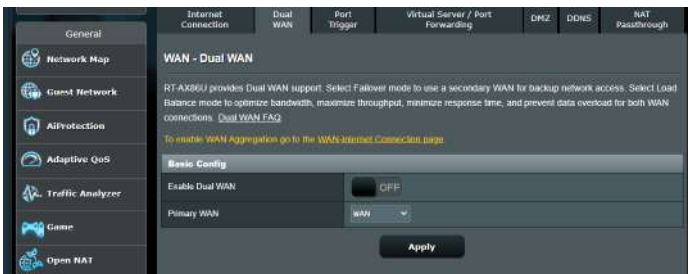 General
Network Map
Guest Network
AiProtection
Adaptive QoS
Traffic Analyzer
Game
Open NAT
Internet Connection
Dual WAN
Port Trigger
Virtual Server / Port Forwarding
DMZ
DDNS
NAT Passthrough
WAN - Dual WAN
RT-AX86U provides Dual WAN support. Select Failover mode to use a secondary WAN for backup network access. Select Load
Balance mode to optimize bandwidth, maximize throughput, minimize response time, and prevent data overload for both WAN
connections. Dual WAN FAQ
To enable WAN Aggregation go to the WAN-Internet Connection page.
Basic Config
Enable Dual WAN
OFF
Primary WAN
WAN
Apply